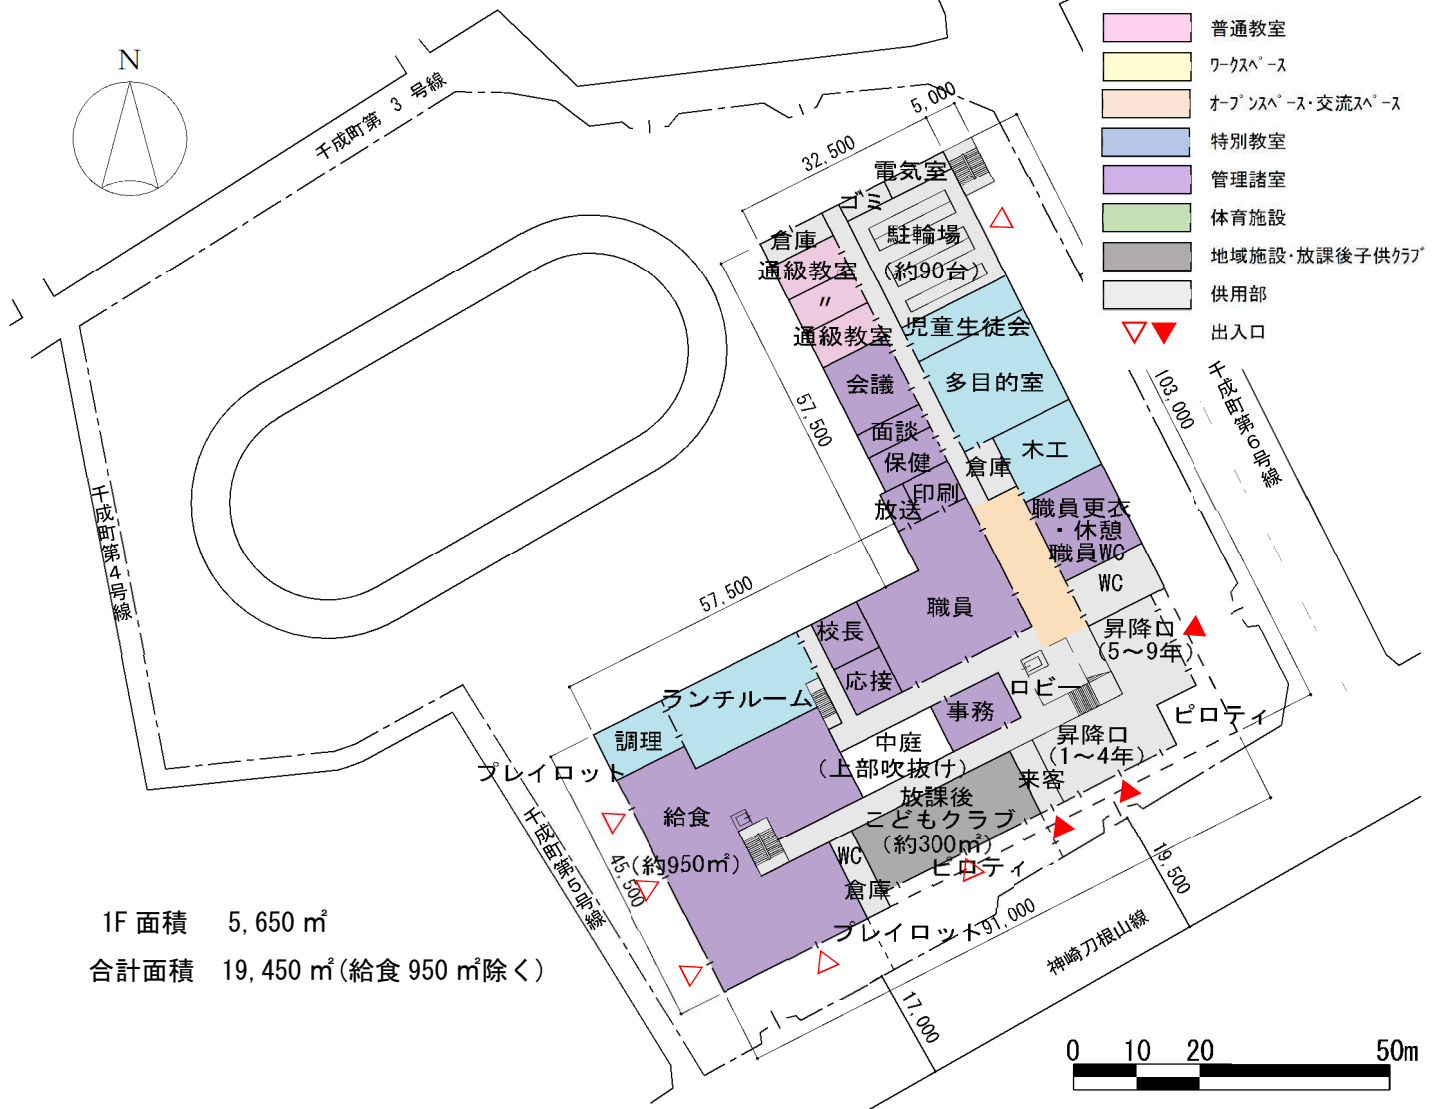 N
千成町第 3 号線
普通教室
ワークスペース
オープンスペース・交流スペース
特別教室
管理諸室
体育施設
地域施設・放課後子供クラブ
供用部
出入口
5,000
32,500
電気室
ゴミ
倉庫
駐輪場
(約90台)
通級教室
〃
通級教室
児童生徒会
会議
多目的室
103,000
千成町第6号線
57,500
面談
保健
倉庫
木工
印刷
放送
職員更衣
・休憩
職員WC
WC
千成町第4号線
57,500
職員
校長
昇降口
(5～9年)
応接
ロビー
ランチルーム
事務
ピロティ
調理
中庭
(上部吹抜け)
昇降口
(1～4年)
プレイロット
来客
放課後
こどもクラブ
(約300㎡)
給食
(約950㎡)
千成町第5号線
45,500
WC
倉庫
ピロティ
19,500
プレイロット
91,000
神崎刀根山線
17,000
1F 面積 5,650 ㎡
合計面積 19,450 ㎡(給食 950 ㎡除く)
0 10 20 50m